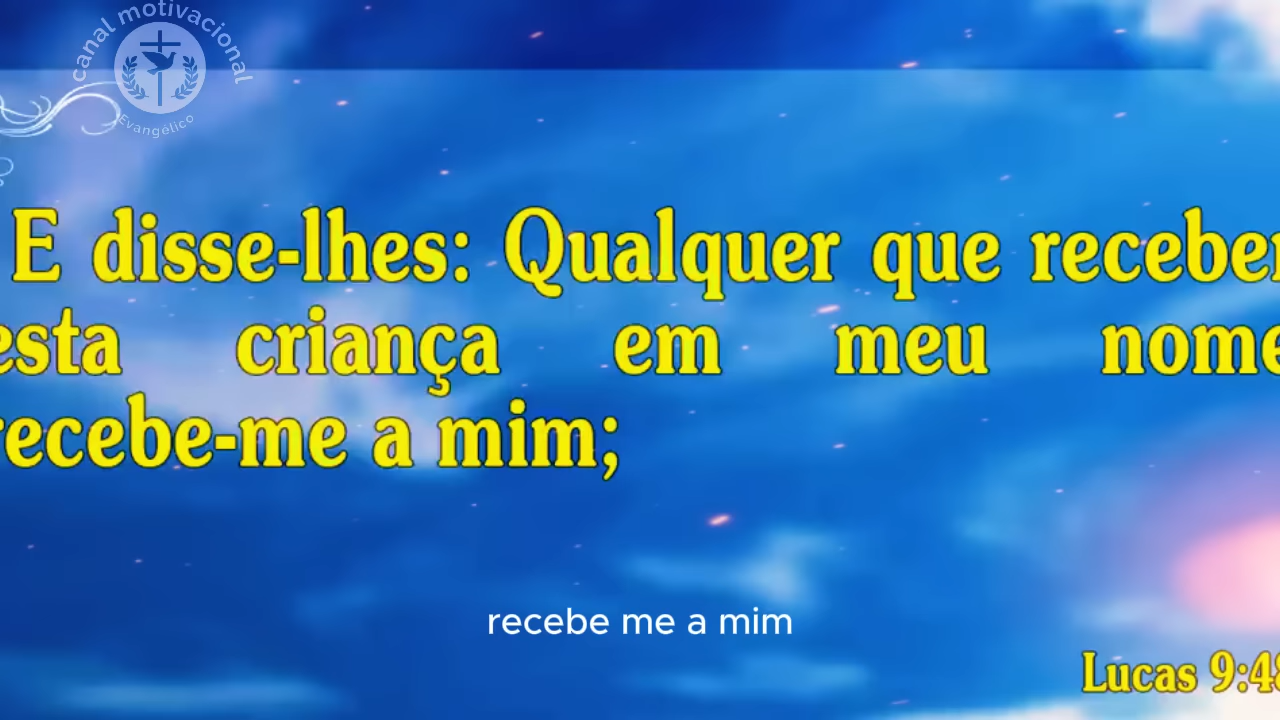 canal motivacional
Evangélico
E disse-lhes: Qualquer que receber
esta criança em meu nome
recebe-me a mim;
recebe me a mim
Lucas 9:48